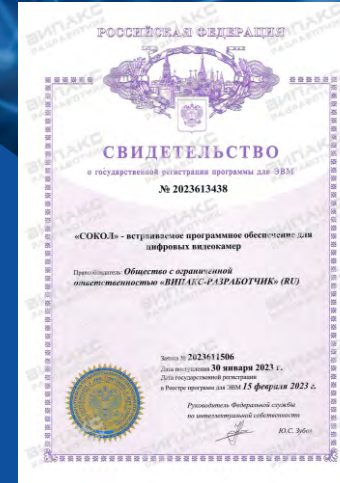 РОССИЙСКАЯ ФЕДЕРАЦИЯ
СВИДЕТЕЛЬСТВО
о государственной регистрации программы для ЭВМ
№ 2023613438
«СОКОЛ» - встраиваемое программное обеспечение для
цифровых видеокамер
Правообладатель: Общество с ограниченной
ответственностью «ВИПАКС-РАЗРАБОТЧИК» (RU)
Заявка № 2023611506
Дата поступления 30 января 2023 г.
Дата государственной регистрации
в Реестре программ для ЭВМ 15 февраля 2023 г.
Руководитель Федеральной службы
по интеллектуальной собственности
Ю.С. Зубов